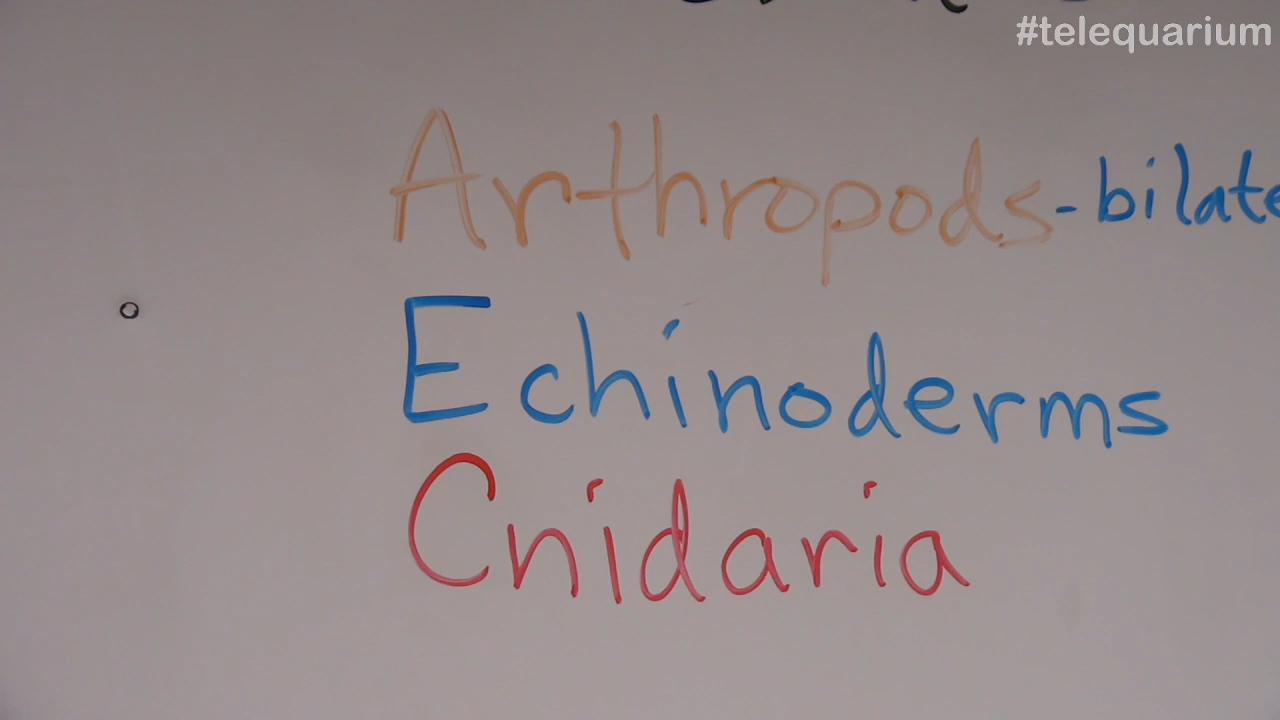 #telequarium
Arthropods - bilate
Echinoderms
Cnidaria